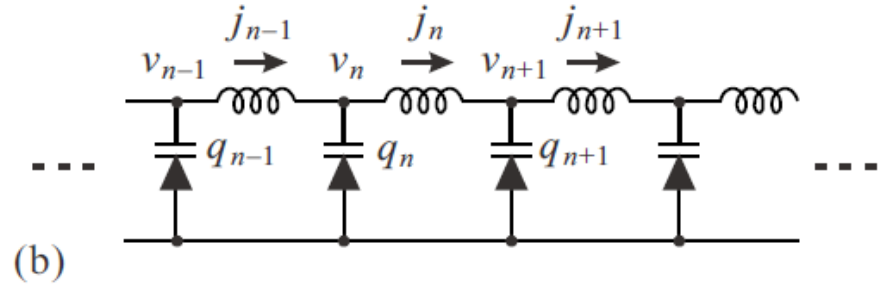 j_{n−1} j_n j_{n+1}
v_{n−1} v_n v_{n+1}
q_{n−1} q_n q_{n+1}
(b)